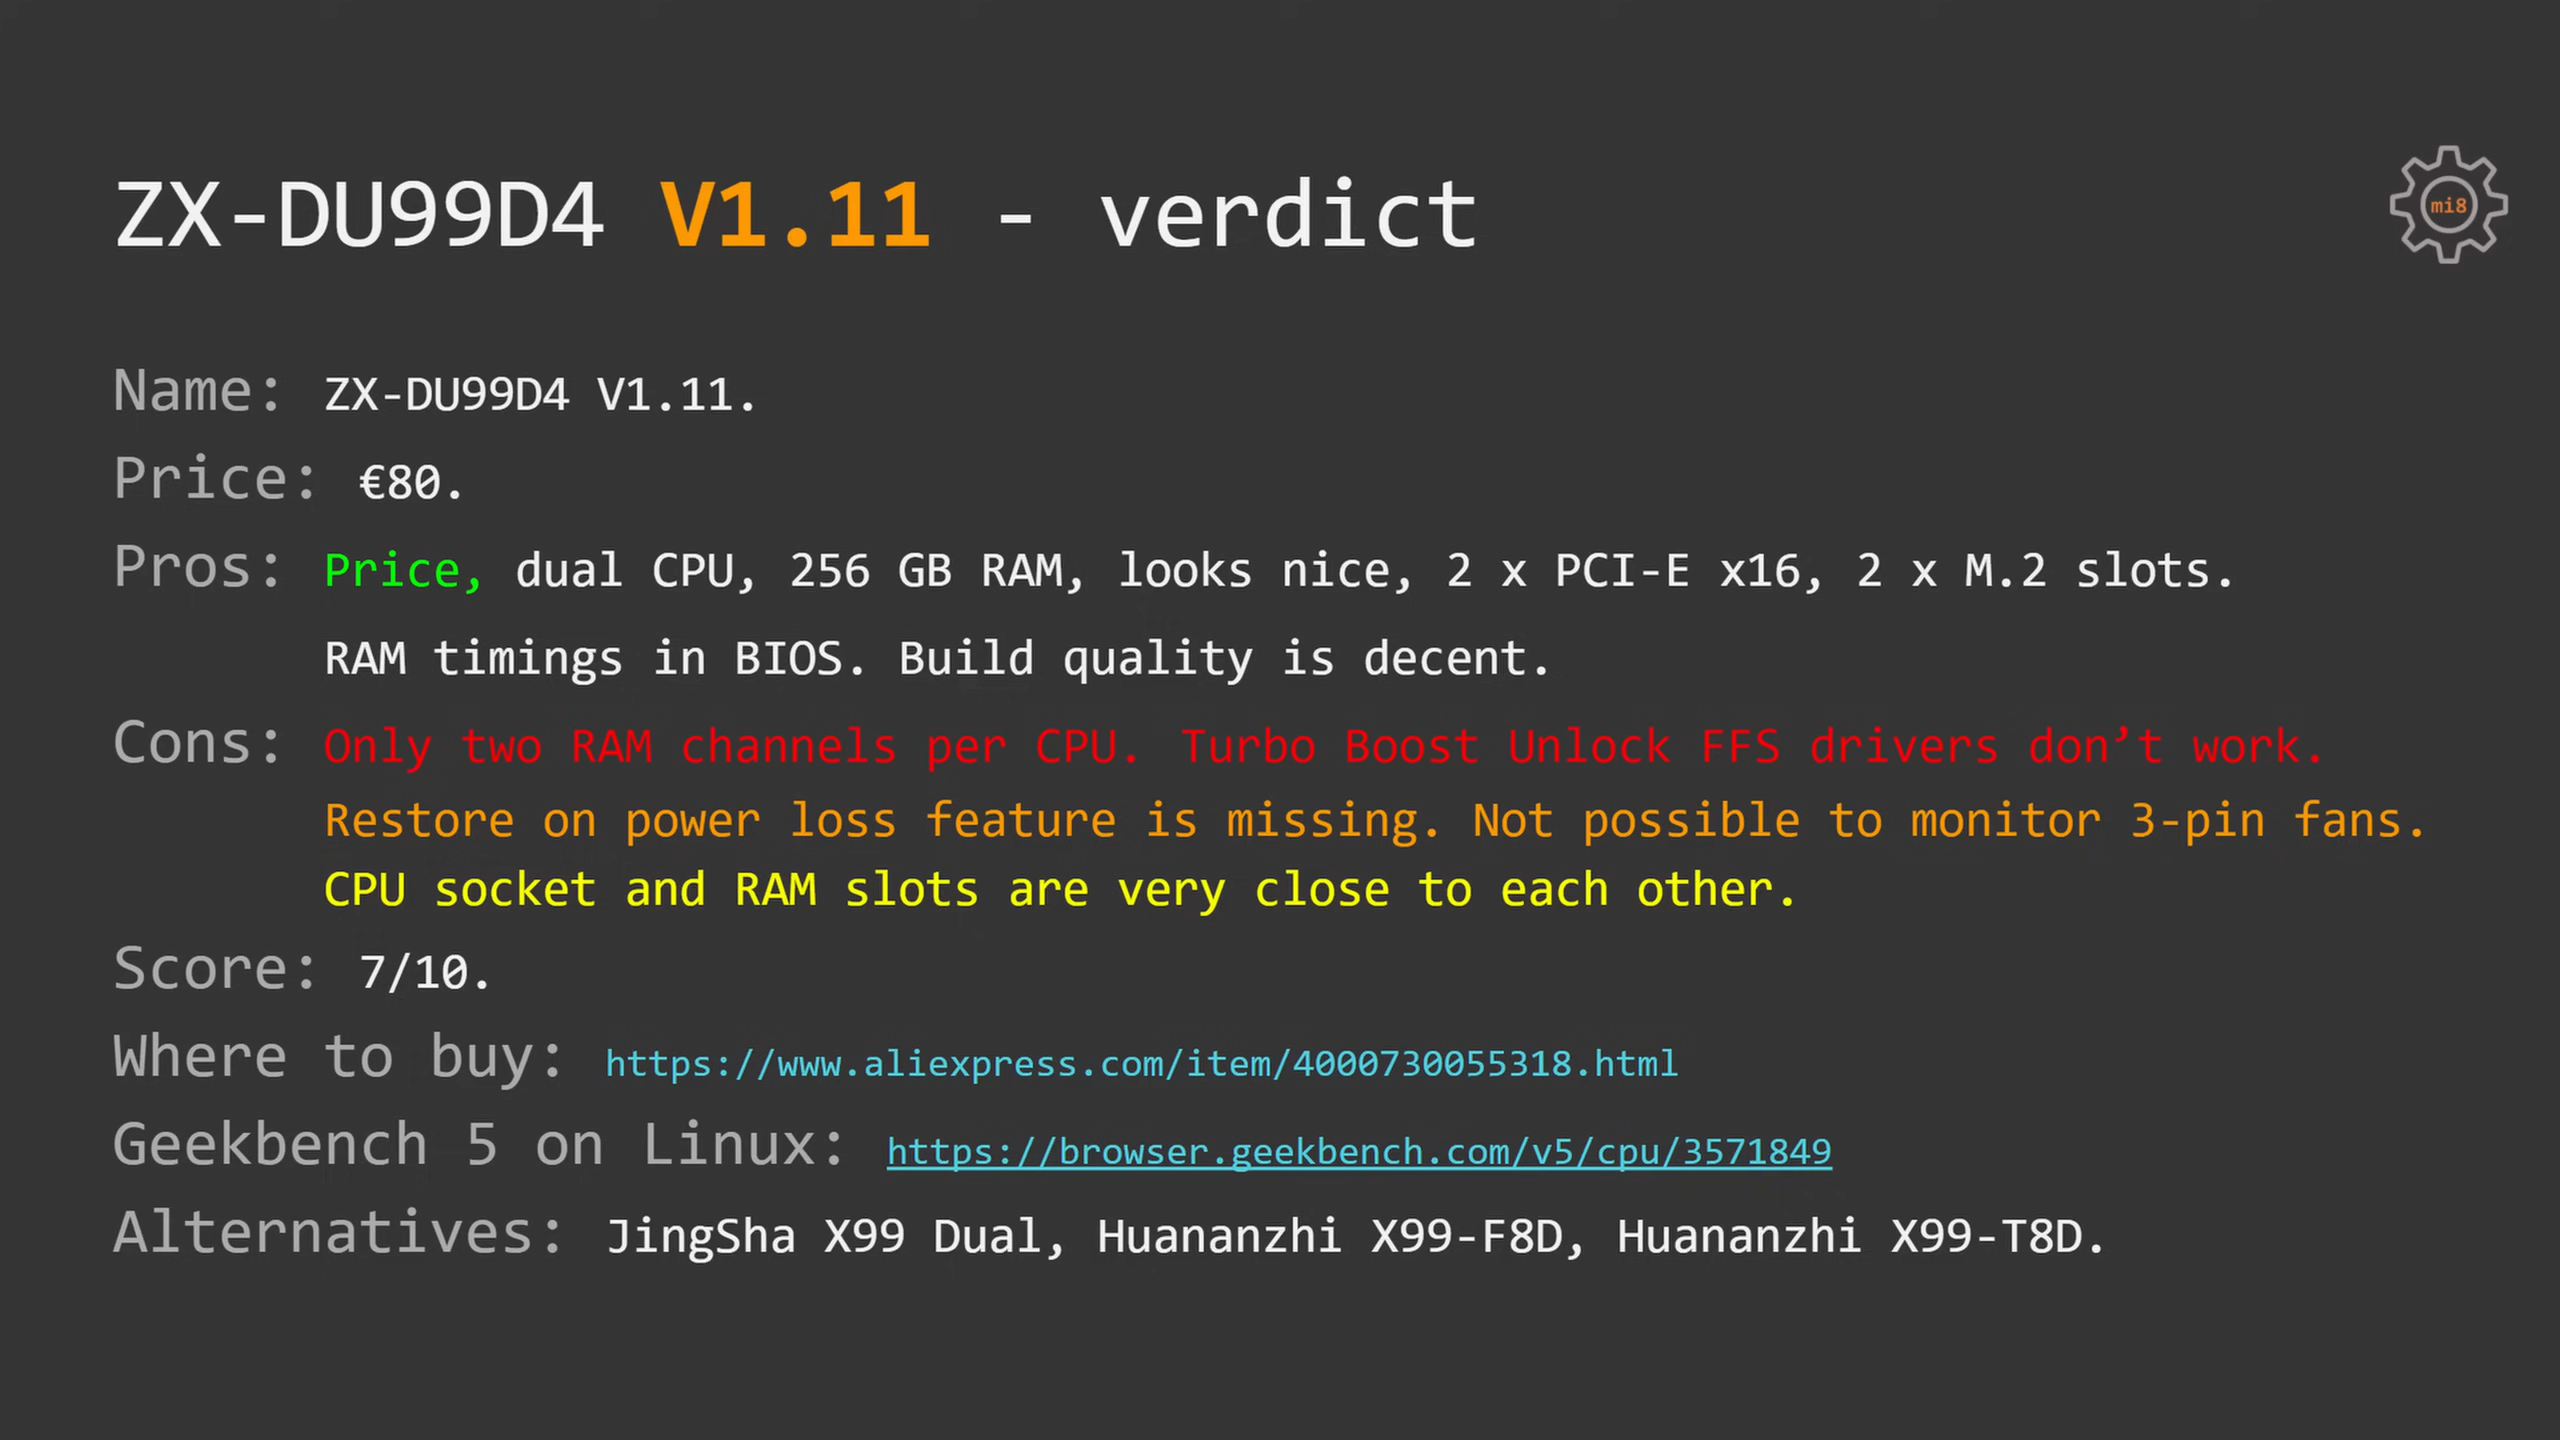 ZX-DU99D4 V1.11 - verdict
mi8
Name: ZX-DU99D4 V1.11.
Price: €80.
Pros: Price, dual CPU, 256 GB RAM, looks nice, 2 x PCI-E x16, 2 x M.2 slots.
RAM timings in BIOS. Build quality is decent.
Cons: Only two RAM channels per CPU. Turbo Boost Unlock FFS drivers don’t work.
Restore on power loss feature is missing. Not possible to monitor 3-pin fans.
CPU socket and RAM slots are very close to each other.
Score: 7/10.
Where to buy: https://www.aliexpress.com/item/4000730055318.html
Geekbench 5 on Linux: https://browser.geekbench.com/v5/cpu/3571849
Alternatives: JingSha X99 Dual, Huananzhi X99-F8D, Huananzhi X99-T8D.